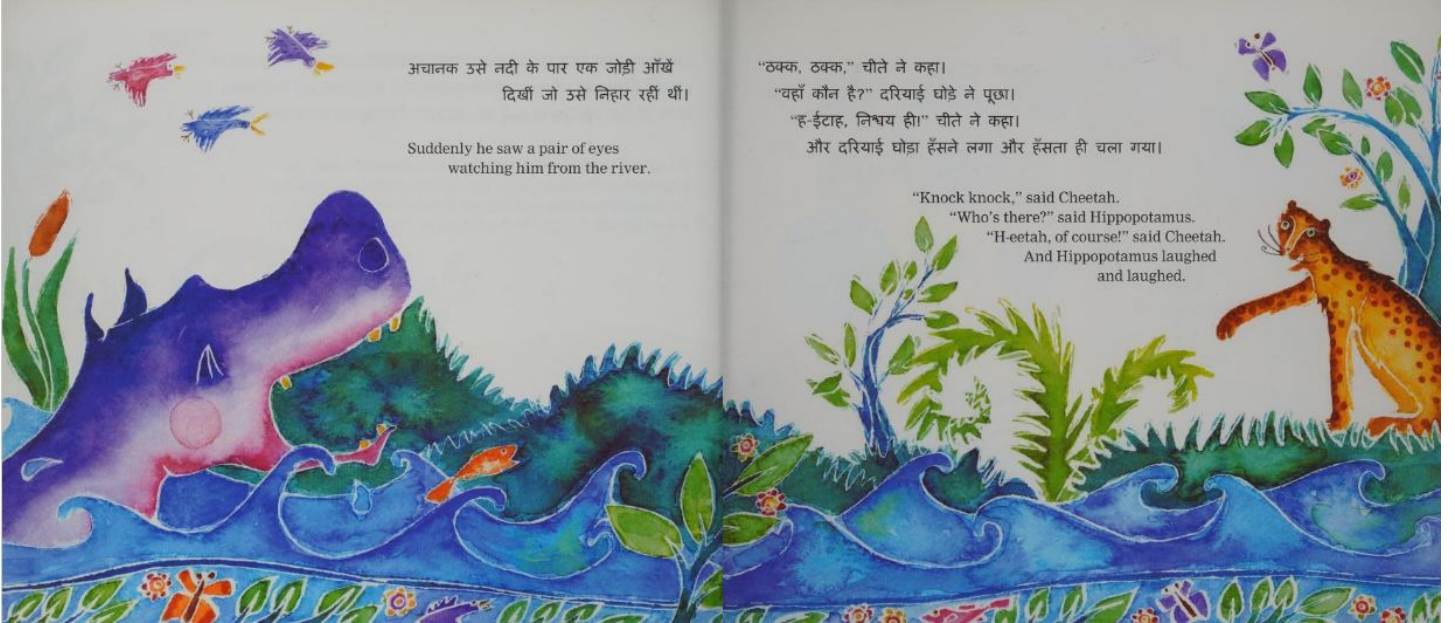 अचानक उसे नदी के पार एक जोड़ी आँखें
दिखीं जो उसे निहार रहीं थीं।
Suddenly he saw a pair of eyes
watching him from the river.
“ठक्क, ठक्क,” चीते ने कहा।
“वहाँ कौन है?” दरियाई घोड़े ने पूछा।
“ह-ईटाह, निश्चय ही!” चीते ने कहा।
और दरियाई घोडा हँसने लगा और हँसता ही चला गया।
“Knock knock,” said Cheetah.
“Who’s there?” said Hippopotamus.
“H-eetah, of course!” said Cheetah.
And Hippopotamus laughed
and laughed.